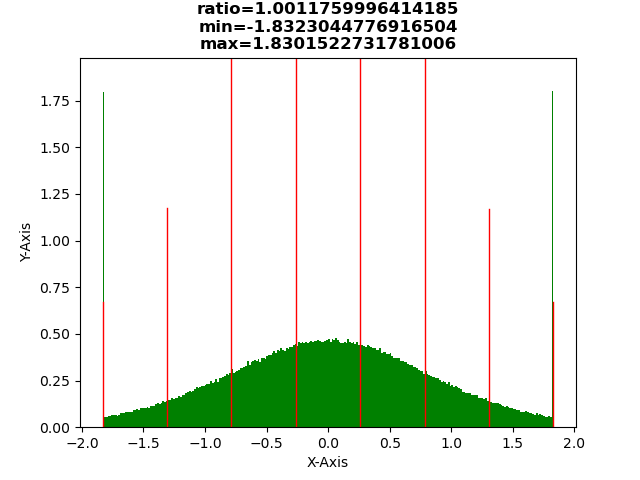 ratio=1.0011759996414185
min=-1.8323044776916504
max=1.8301522731781006
1.75
1.50
1.25
1.00
0.75
0.50
0.25
0.00
Y-Axis
−2.0 −1.5 −1.0 −0.5 0.0 0.5 1.0 1.5 2.0
X-Axis